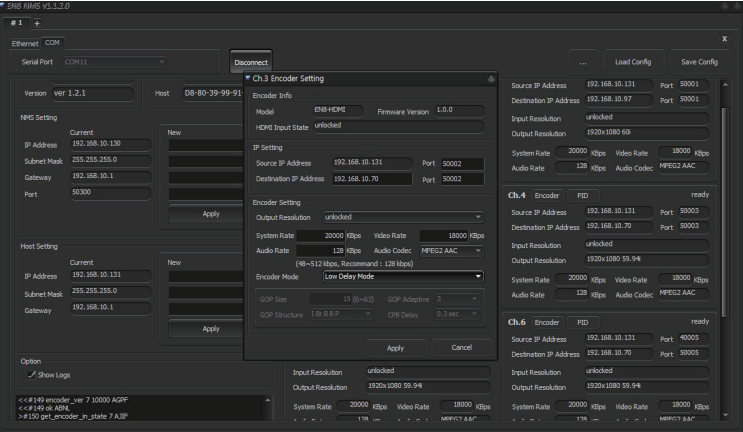 ENB NMS v1.1.2.0
# 1 +
Ethernet COM X
Serial Port COM11 Disconnect ... Load Config Save Config
Version ver 1.2.1 Host D8-80-39-99-91-
NMS Setting
Current New
IP Address 192.168.10.130
Subnet Mask 255.255.255.0
Gateway 192.168.10.1
Port 50300
Apply
Host Setting
Current New
IP Address 192.168.10.131
Subnet Mask 255.255.255.0
Gateway 192.168.10.1
Apply
Option
Show Logs
<<#149 encoder_ver 7 10000 AGPF
<<#149 ok ABNL
>#150 get_encoder_in_state 7 AJIF
Ch.3 Encoder Setting
Encoder Info
Model EN8-HDMI Firmware Version 1.0.0
HDMI Input State unlocked
IP Setting
Source IP Address 192.168.10.131 Port 50002
Destination IP Address 192.168.10.70 Port 50002
Encoder Setting
Output Resolution unlocked
System Rate 20000 KBps Video Rate 18000 KBps
Audio Rate 128 KBps Audio Codec MPEG2 AAC
(48~512 kbps, Recommand : 128 kbps)
Encoder Mode Low Delay Mode
GOP Size 15 (6~63) GOP Adaptive 3
GOP Structure I Br B B P CPB Delay 0.3 sec
Apply Cancel
Input Resolution unlocked
Output Resolution 1920x1080 59.94i
System Rate 20000 KBps Video Rate 18000 KBps
Source IP Address 192.168.10.131 Port 50001
Destination IP Address 192.168.10.97 Port 50001
Input Resolution unlocked
Output Resolution 1920x1080 60i
System Rate 20000 KBps Video Rate 18000 KBps
Audio Rate 128 KBps Audio Codec MPEG2 AAC
Ch.4 Encoder PID ready
Source IP Address 192.168.10.131 Port 50003
Destination IP Address 192.168.10.70 Port 50003
Input Resolution unlocked
Output Resolution 1920x1080 59.94i
System Rate 20000 KBps Video Rate 18000 KBps
Audio Rate 128 KBps Audio Codec MPEG2 AAC
Ch.6 Encoder PID ready
Source IP Address 192.168.10.131 Port 40005
Destination IP Address 192.168.10.70 Port 50005
Input Resolution unlocked
Output Resolution 1920x1080 59.94i
System Rate 20000 KBps Video Rate 18000 KBps